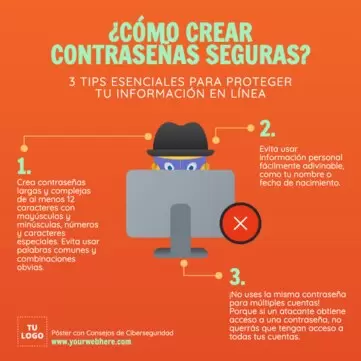 ¿CÓMO CREAR
CONTRASEÑAS SEGURAS?
3 TIPS ESENCIALES PARA PROTEGER
TU INFORMACIÓN EN LÍNEA
1.
Crea contraseñas
largas y complejas
de al menos 12
caracteres con
mayúsculas y
minúsculas, números
y caracteres
especiales. Evita usar
palabras comunes y
combinaciones
obvias.
2.
Evita usar
información personal
fácilmente adivinable,
como tu nombre o
fecha de nacimiento.
3.
¡No uses la misma contraseña
para múltiples cuentas!
Porque si un atacante obtiene
acceso a una contraseña, no
querrás que tengan acceso a
todas tus cuentas.
TU
LOGO
Póster con Consejos de Ciberseguridad
www.yourwebhere.com